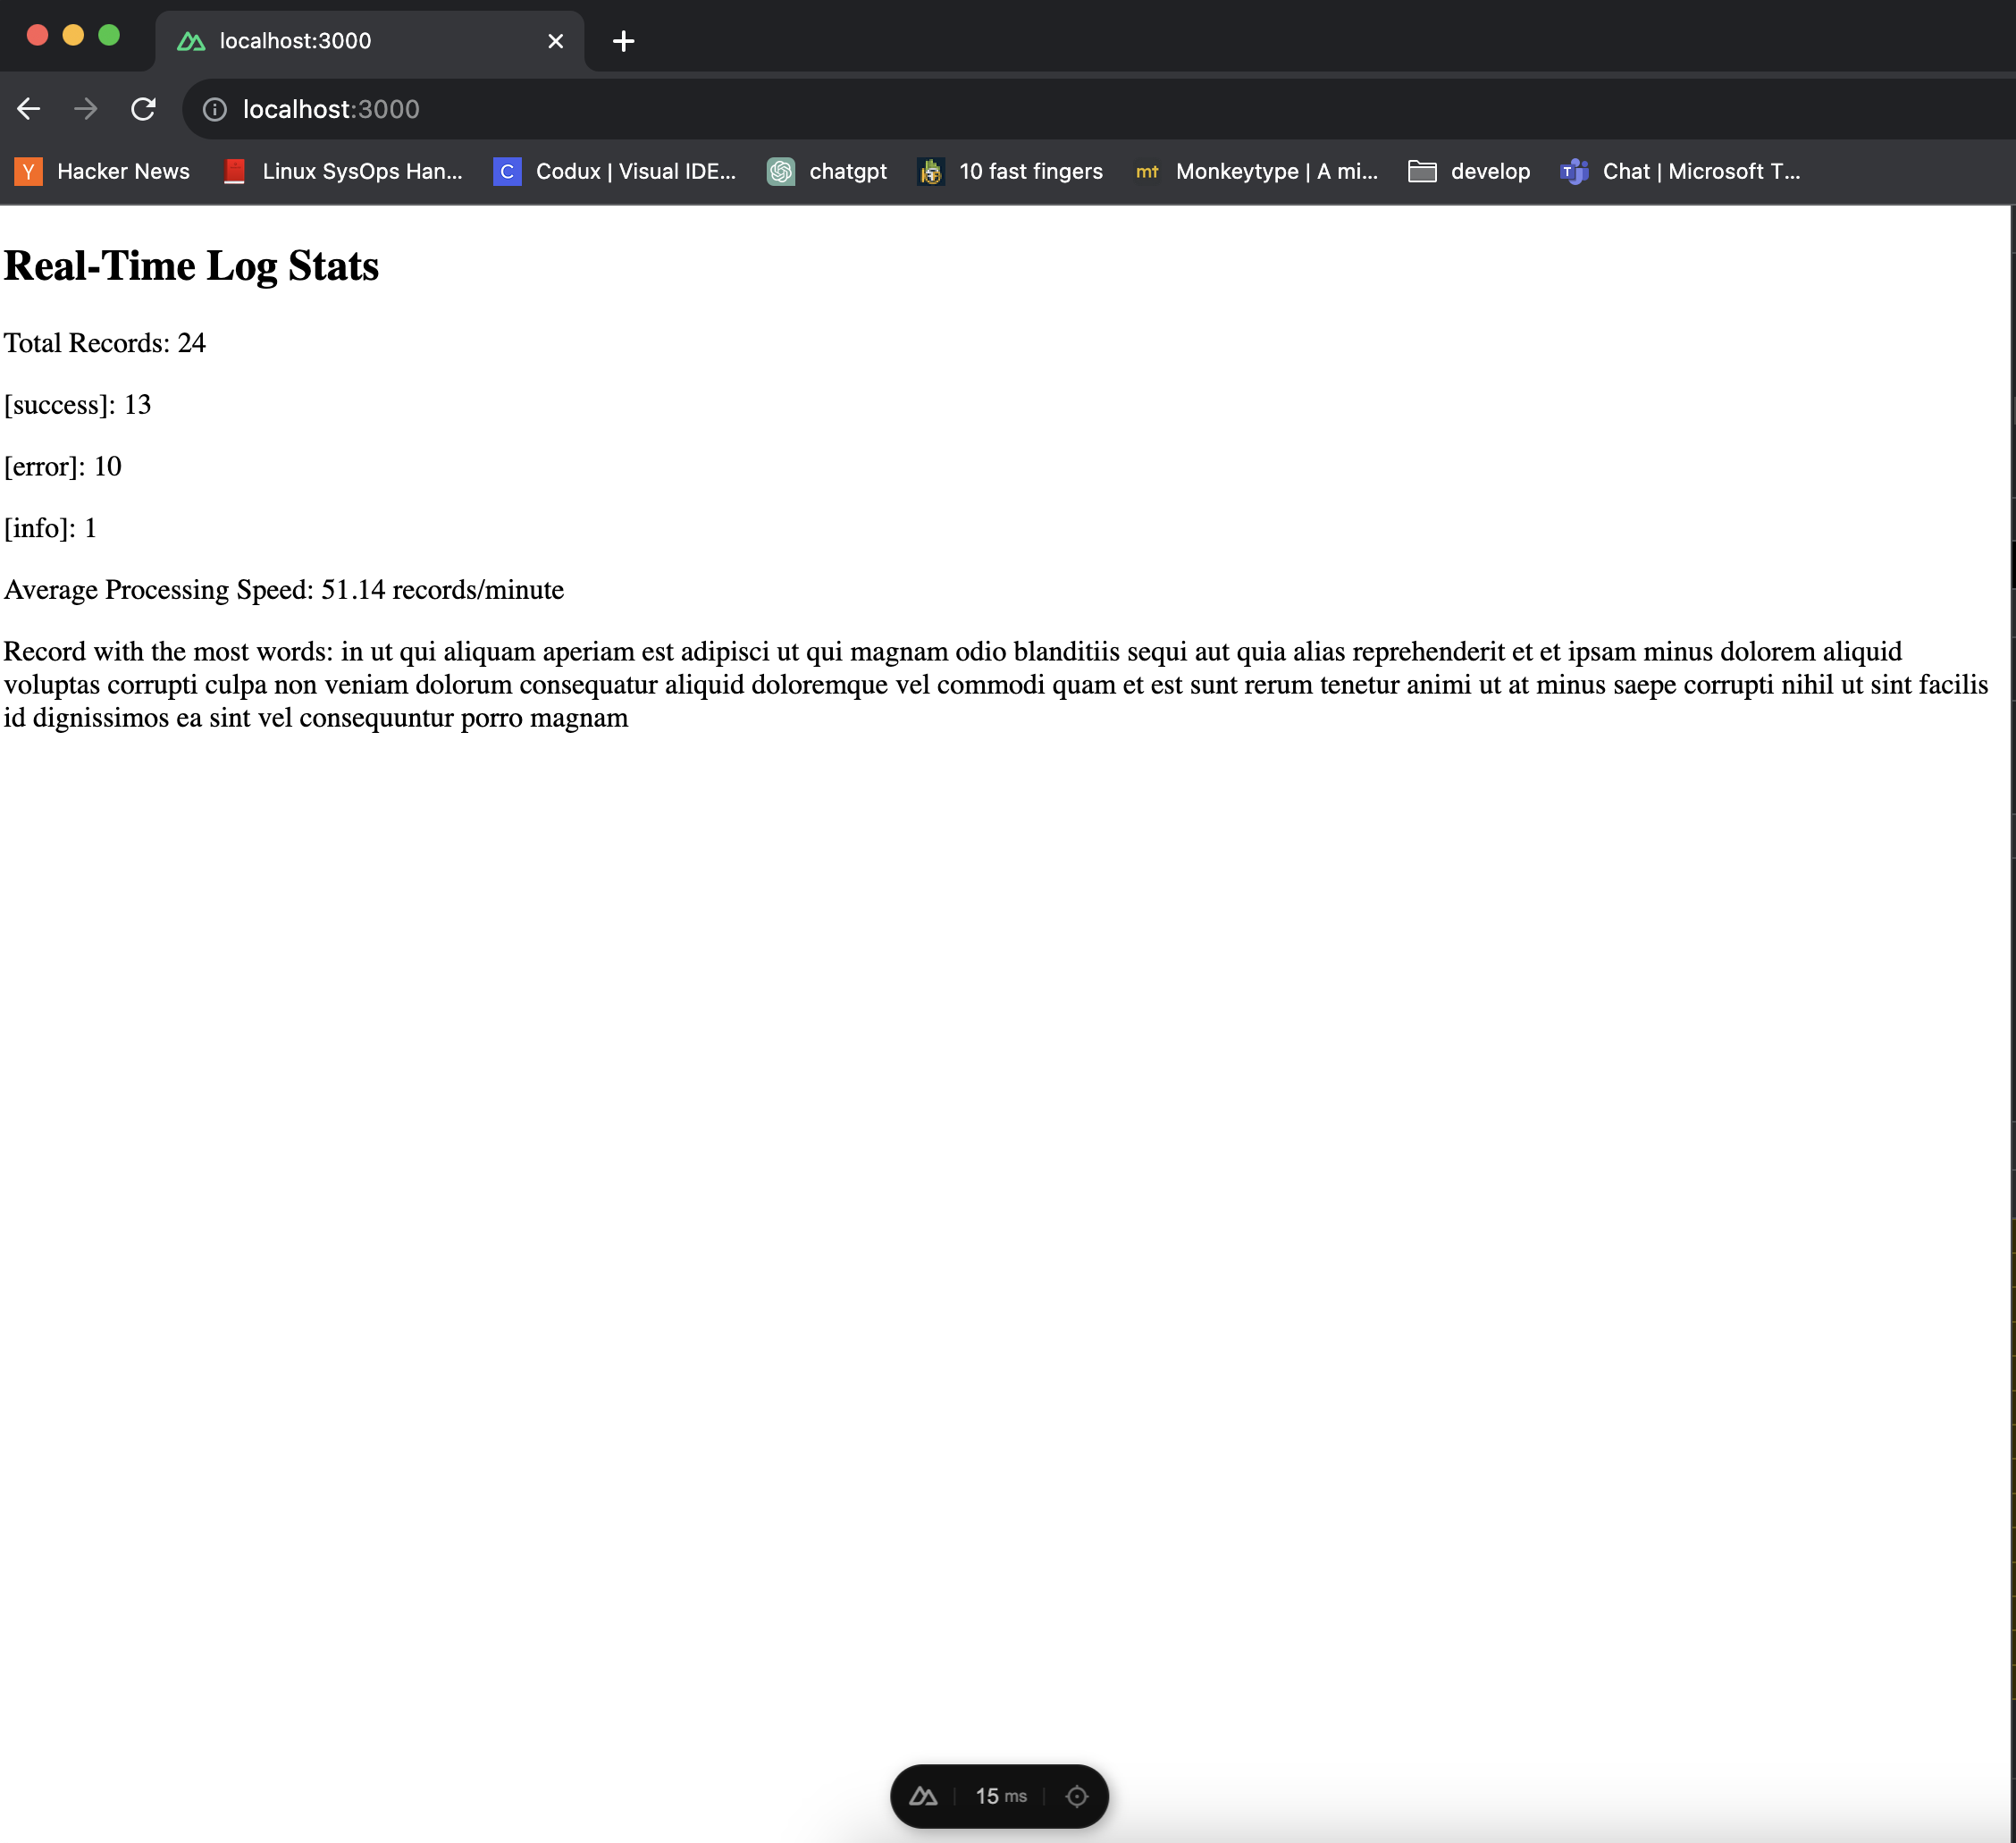 localhost:3000
localhost:3000
Y Hacker News Linux SysOps Han... C Codux | Visual IDE... chatgpt 10 fast fingers mt Monkeytype | A mi... develop T Chat | Microsoft T...
Real-Time Log Stats
Total Records: 24
[success]: 13
[error]: 10
[info]: 1
Average Processing Speed: 51.14 records/minute
Record with the most words: in ut qui aliquam aperiam est adipisci ut qui magnam odio blanditiis sequi aut quia alias reprehenderit et et ipsam minus dolorem aliquid
voluptas corrupti culpa non veniam dolorum consequatur aliquid doloremque vel commodi quam et est sunt rerum tenetur animi ut at minus saepe corrupti nihil ut sint facilis
id dignissimos ea sint vel consequuntur porro magnam
15 ms